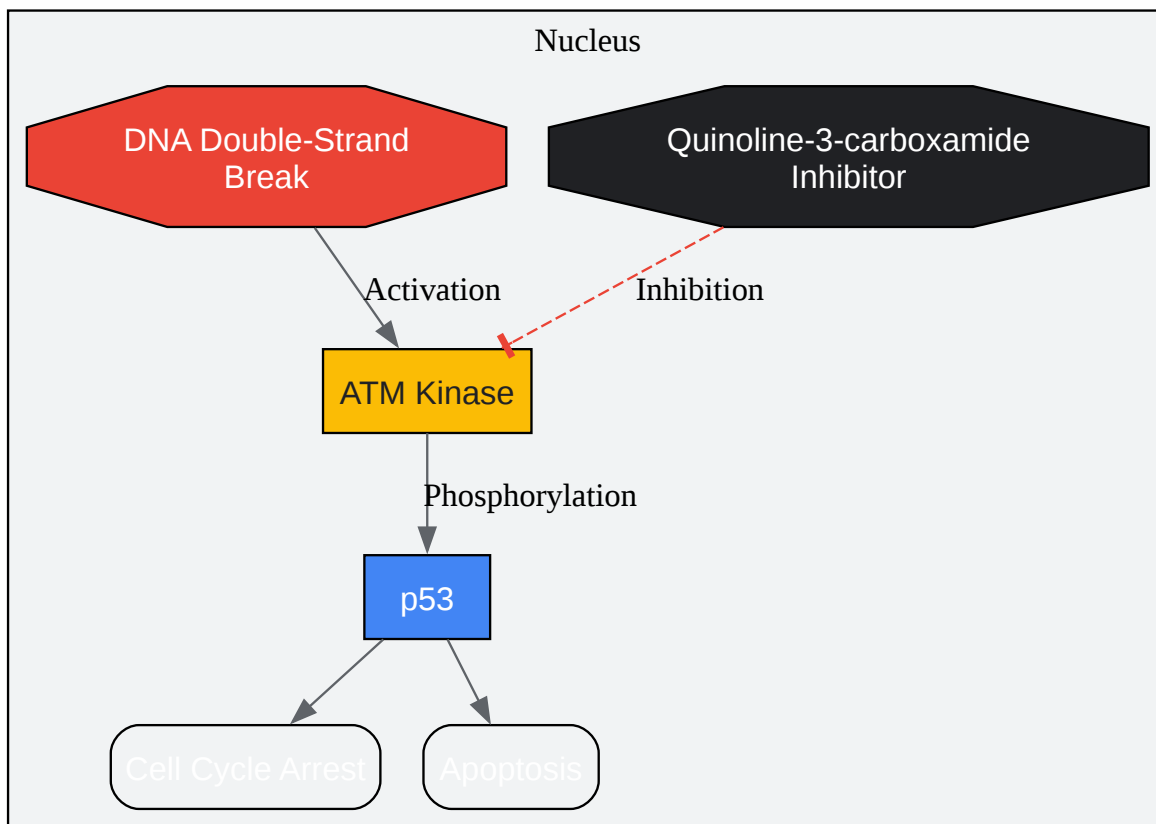 Nucleus
DNA Double-Strand
Break
Quinoline-3-carboxamide
Inhibitor
Activation
Inhibition
ATM Kinase
Phosphorylation
p53
Cell Cycle Arrest
Apoptosis